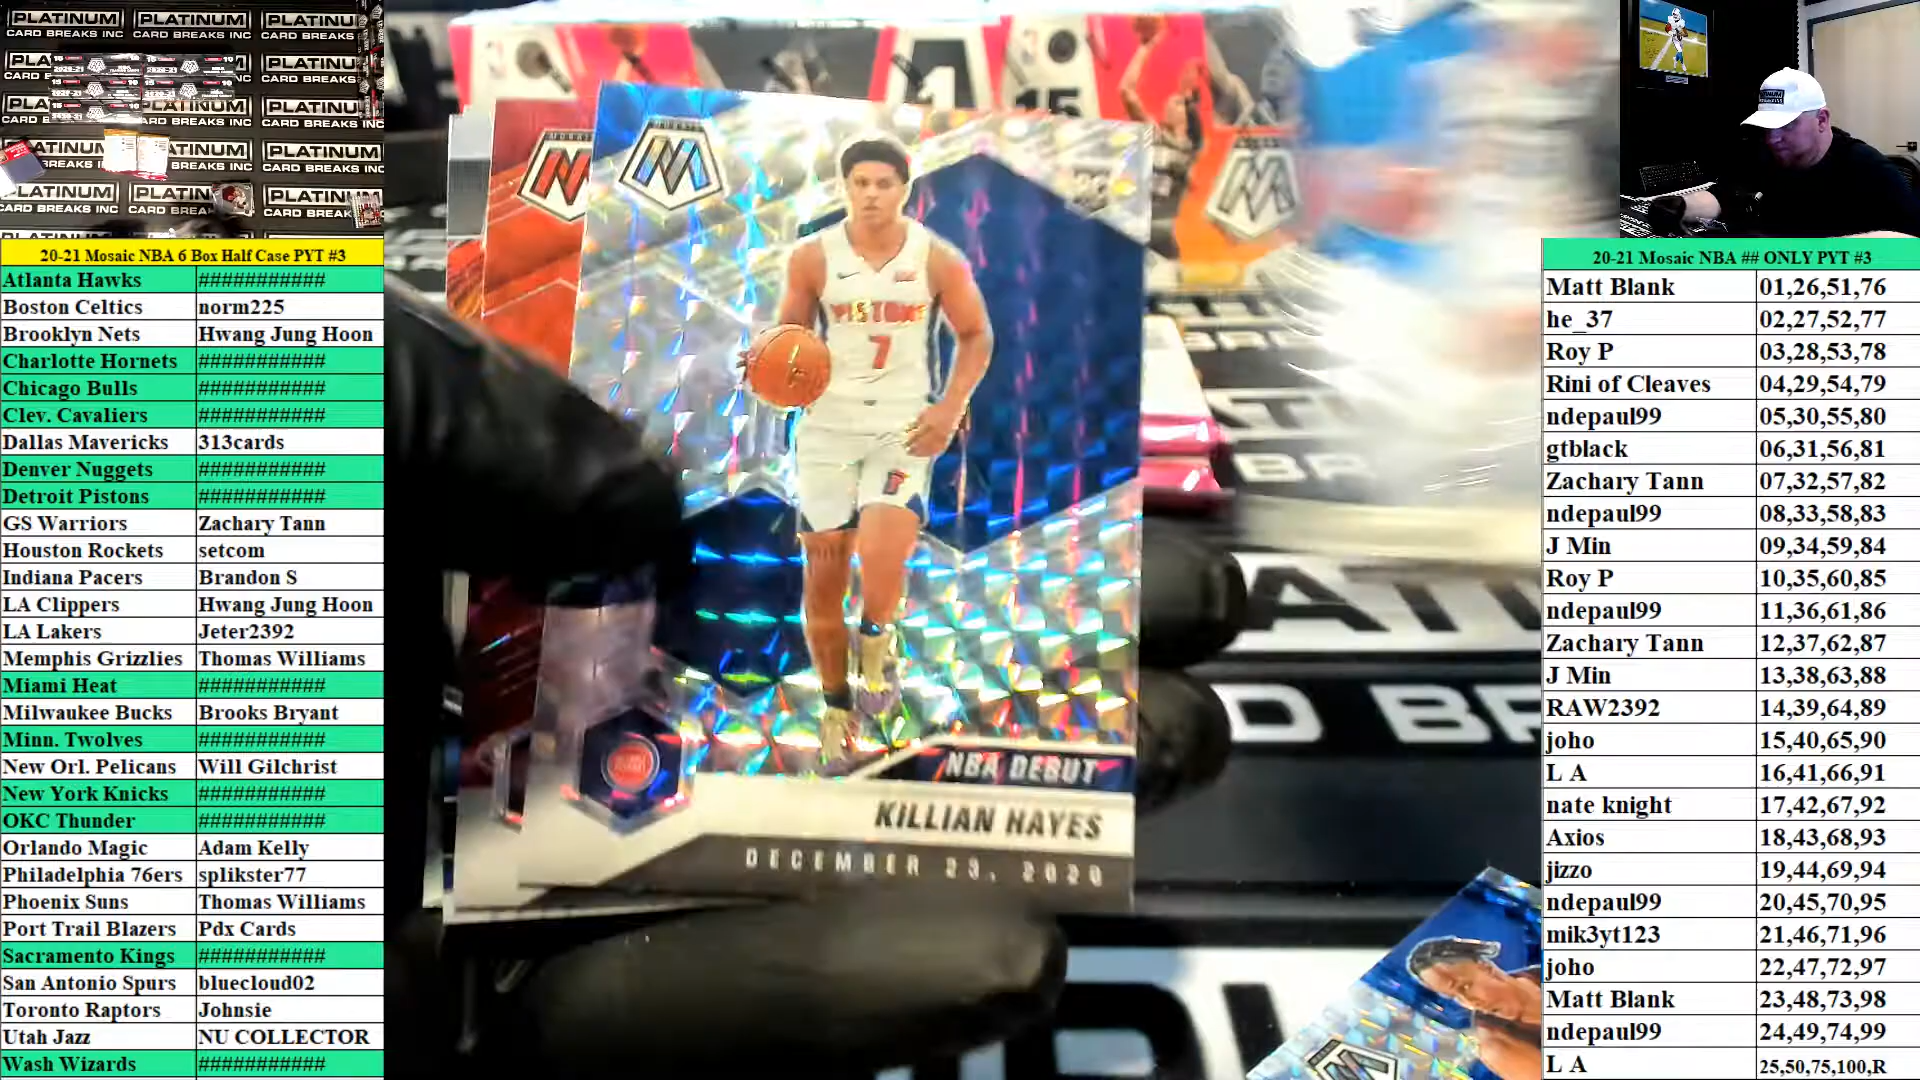 PLATINUM PLATINUM PLATINUM
CARD BREAKS INC CARD BREAKS INC CARD BREAKS INC
20-21 Mosaic NBA 6 Box Half Case PYT #3
Atlanta Hawks ###########
Boston Celtics norm225
Brooklyn Nets Hwang Jung Hoon
Charlotte Hornets ###########
Chicago Bulls ###########
Clev. Cavaliers ###########
Dallas Mavericks 313cards
Denver Nuggets ###########
Detroit Pistons ###########
GS Warriors Zachary Tann
Houston Rockets setcom
Indiana Pacers Brandon S
LA Clippers Hwang Jung Hoon
LA Lakers Jeter2392
Memphis Grizzlies Thomas Williams
Miami Heat ###########
Milwaukee Bucks Brooks Bryant
Minn. Twolves ###########
New Orl. Pelicans Will Gilchrist
New York Knicks ###########
OKC Thunder ###########
Orlando Magic Adam Kelly
Philadelphia 76ers splikster77
Phoenix Suns Thomas Williams
Port Trail Blazers Pdx Cards
Sacramento Kings ###########
San Antonio Spurs bluecloud02
Toronto Raptors Johnsie
Utah Jazz NU COLLECTOR
Wash Wizards ###########
15
RC
PISTONS
7
NBA DEBUT
KILLIAN HAYES
DECEMBER 23, 2020
20-21 Mosaic NBA ## ONLY PYT #3
Matt Blank 01,26,51,76
he_37 02,27,52,77
Roy P 03,28,53,78
Rini of Cleaves 04,29,54,79
ndepaul99 05,30,55,80
gtblack 06,31,56,81
Zachary Tann 07,32,57,82
ndepaul99 08,33,58,83
J Min 09,34,59,84
Roy P 10,35,60,85
ndepaul99 11,36,61,86
Zachary Tann 12,37,62,87
J Min 13,38,63,88
RAW2392 14,39,64,89
joho 15,40,65,90
L A 16,41,66,91
nate knight 17,42,67,92
Axios 18,43,68,93
jizzo 19,44,69,94
ndepaul99 20,45,70,95
mik3yt123 21,46,71,96
joho 22,47,72,97
Matt Blank 23,48,73,98
ndepaul99 24,49,74,99
L A 25,50,75,100,R